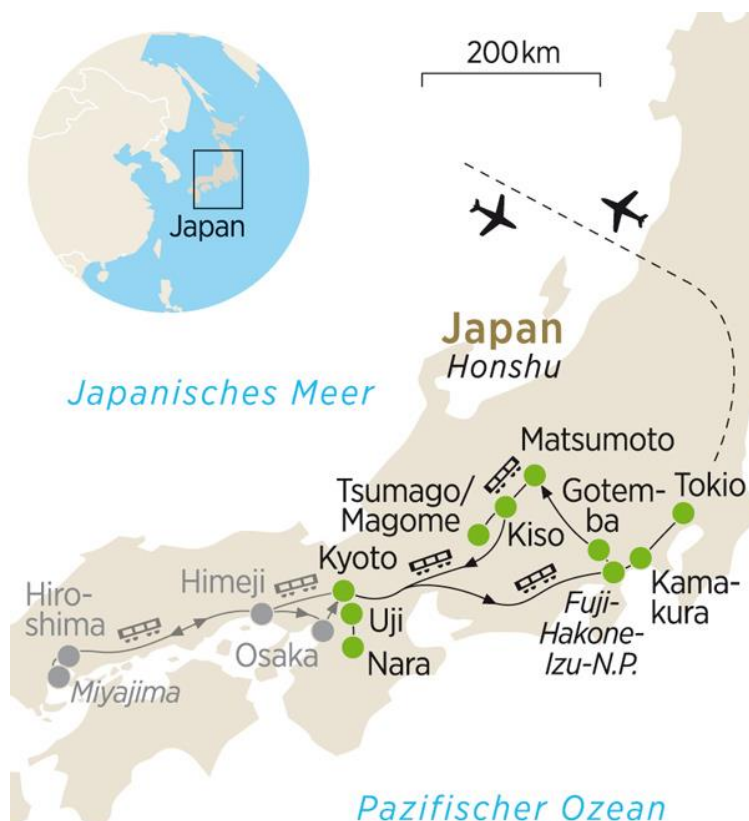 200km
Japan
Japan
Honshu
Japanisches Meer
Matsumoto
Tsumago/
Magome
Gotem-
ba
Tokio
Kiso
Kyoto
Himeji
Hiro-
shima
Kama-
kura
Fuji-
Hakone-
Izu-N.P.
Uji
Osaka
Nara
Miyajima
Pazifischer Ozean